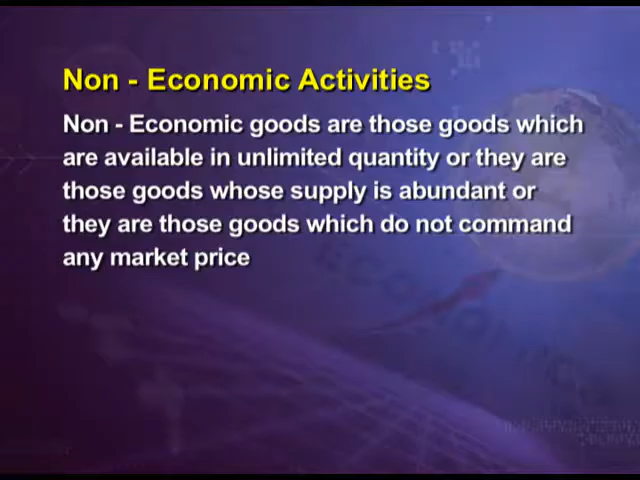 Non - Economic Activities
Non - Economic goods are those goods which
are available in unlimited quantity or they are
those goods whose supply is abundant or
they are those goods which do not command
any market price